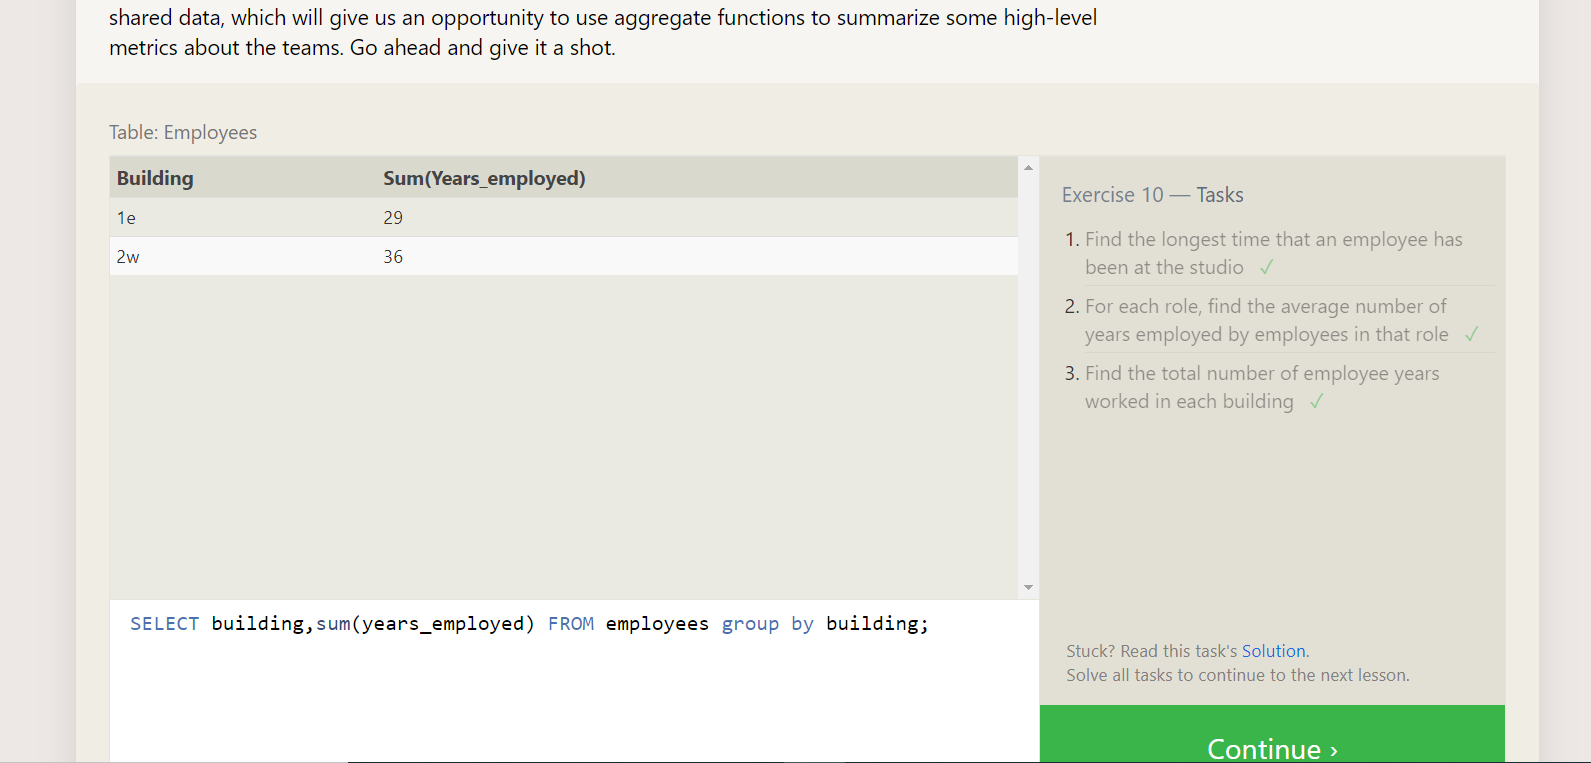 shared data, which will give us an opportunity to use aggregate functions to summarize some high-level
metrics about the teams. Go ahead and give it a shot.
Table: Employees
Building Sum(Years_employed)
1e 29
2w 36
SELECT building,sum(years_employed) FROM employees group by building;
Exercise 10 — Tasks
1. Find the longest time that an employee has
been at the studio ✓
2. For each role, find the average number of
years employed by employees in that role ✓
3. Find the total number of employee years
worked in each building ✓
Stuck? Read this task's Solution.
Solve all tasks to continue to the next lesson.
Continue ›